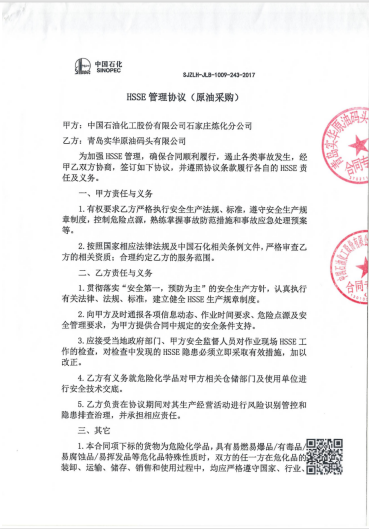 中国石化
SINOPEC
SJZLH-JLB-1009-243-2017
HSSE 管理协议（原油采购）
甲方：中国石油化工股份有限公司石家庄炼化分公司
乙方：青岛实华原油码头有限公司
为加强 HSSE 管理，确保合同顺利履行，遏止各类事故发生，经
甲乙双方协商，签订如下协议，并遵照协议条款履行各自的 HSSE 责
任及义务。
一、甲方责任与义务
1.有权要求乙方严格执行安全生产法规、标准，遵守安全生产规
章制度，控制危险点源，熟练掌握事故防范措施和事故应急处理预案
等。
2.按照国家相应法律法规及中国石化相关条例文件，严格审查乙
方的相关资质；合理约定乙方的服务范围。
二、乙方责任与义务
1.贯彻落实“安全第一，预防为主”的安全生产方针，认真执行
有关法律、法规、标准，建立健全 HSSE 生产规章制度。
2.向甲方及时通报各项信息动态、作业时间要求、危险点源及安
全管理要求，为甲方提供合同中规定的安全条件支持。
3.应接受当地政府部门、甲方安全监督人员对作业现场 HSSE 工
作的检查，对检查中发现的 HSSE 隐患必须立即采取有效措施，加以
改正。
4.乙方有义务就危险化学品对甲方相关仓储部门及使用单位进
行安全技术交底。
5.乙方负责在协议期间对其生产经营活动进行风险识别管控和
隐患排查治理，并承担相应责任。
三、其它
1.本合同项下标的货物为危险化学品，具有易燃易爆品/有毒品/
易腐蚀品/易挥发品等危化品特殊性质时，双方的任一方在危化品的
装卸、运输、储存、销售和使用过程中，均应严格遵守国家、行业、
青岛实华原油码头
合同专